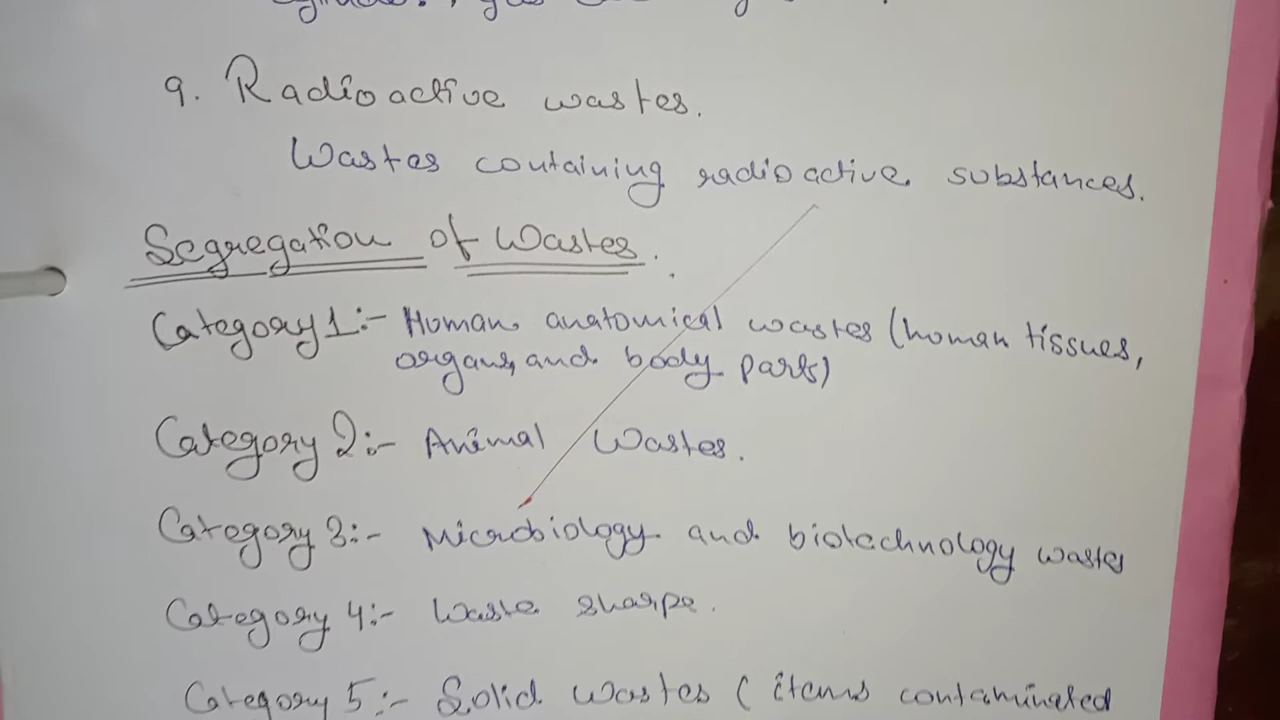 9. Radioactive wastes.
Wastes containing radioactive substances.
Segregation of Wastes.
Category 1:- Human anatomical wastes (human tissues,
organs, and body parts)
Category 2:- Animal Wastes.
Category 3:- Microbiology and biotechnology wastes
Category 4:- Waste sharps.
Category 5:- Solid wastes (items contaminated